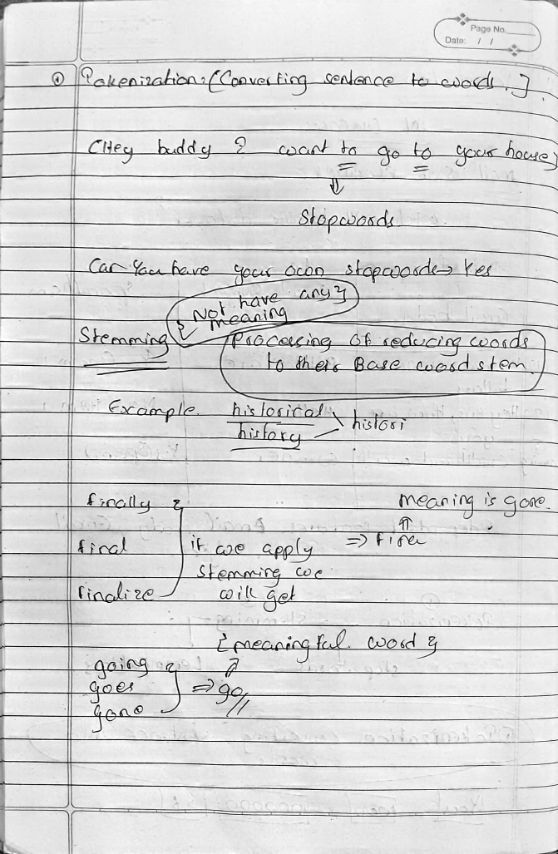 Page No.
Date: / /
① Tokenization: [Converting sentence to words.]
[Hey buddy I want to go to your house]
⇓
Stopwords
Can You have your own stopwords → Yes
{Not have any} meaning
Stemming
Processing of reducing words
to their Base word stem.
Example. historical
history
histori
finally
meaning is gone.
⇑
final
if we apply
⇒ fina
Stemming we
finalize
will get
{meaningful word}
going
goes
⇒ go //
gone